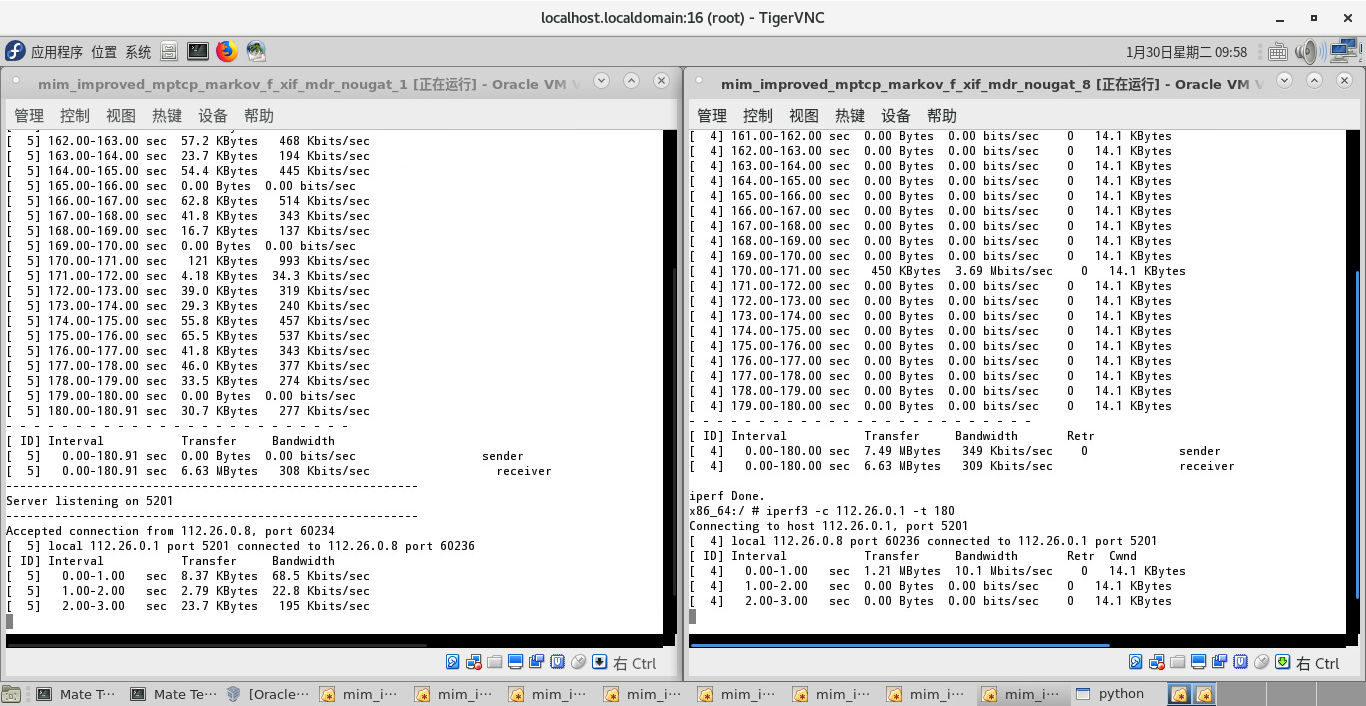 localhost.localdomain:16 (root) - TigerVNC
应用程序 位置 系统
1月30日星期二 09:58
mim_improved_mptcp_markov_f_xif_mdr_nougat_1 [正在运行] - Oracle VM
管理 控制 视图 热键 设备 帮助
[  5] 162.00-163.00 sec  57.2 KBytes   468 Kbits/sec
[  5] 163.00-164.00 sec  23.7 KBytes   194 Kbits/sec
[  5] 164.00-165.00 sec  54.4 KBytes   445 Kbits/sec
[  5] 165.00-166.00 sec  0.00 Bytes  0.00 bits/sec
[  5] 166.00-167.00 sec  62.8 KBytes   514 Kbits/sec
[  5] 167.00-168.00 sec  41.8 KBytes   343 Kbits/sec
[  5] 168.00-169.00 sec  16.7 KBytes   137 Kbits/sec
[  5] 169.00-170.00 sec  0.00 Bytes  0.00 bits/sec
[  5] 170.00-171.00 sec   121 KBytes   993 Kbits/sec
[  5] 171.00-172.00 sec  4.18 KBytes  34.3 Kbits/sec
[  5] 172.00-173.00 sec  39.0 KBytes   319 Kbits/sec
[  5] 173.00-174.00 sec  29.3 KBytes   240 Kbits/sec
[  5] 174.00-175.00 sec  55.8 KBytes   457 Kbits/sec
[  5] 175.00-176.00 sec  65.5 KBytes   537 Kbits/sec
[  5] 176.00-177.00 sec  41.8 KBytes   343 Kbits/sec
[  5] 177.00-178.00 sec  46.0 KBytes   377 Kbits/sec
[  5] 178.00-179.00 sec  33.5 KBytes   274 Kbits/sec
[  5] 179.00-180.00 sec  0.00 Bytes  0.00 bits/sec
[  5] 180.00-180.91 sec  30.7 KBytes   277 Kbits/sec
- - - - - - - - - - - - - - - - - - - - - - - - -
[ ID] Interval           Transfer     Bandwidth
[  5]   0.00-180.91 sec  0.00 Bytes  0.00 bits/sec                  sender
[  5]   0.00-180.91 sec  6.63 MBytes   308 Kbits/sec                  receiver
-----------------------------------------------------------
Server listening on 5201
-----------------------------------------------------------
Accepted connection from 112.26.0.8, port 60234
[  5] local 112.26.0.1 port 5201 connected to 112.26.0.8 port 60236
[ ID] Interval           Transfer     Bandwidth
[  5]   0.00-1.00   sec  8.37 KBytes  68.5 Kbits/sec
[  5]   1.00-2.00   sec  2.79 KBytes  22.8 Kbits/sec
[  5]   2.00-3.00   sec  23.7 KBytes   195 Kbits/sec
右 Ctrl
mim_improved_mptcp_markov_f_xif_mdr_nougat_8 [正在运行] - Oracle VM
管理 控制 视图 热键 设备 帮助
[  4] 161.00-162.00 sec  0.00 Bytes  0.00 bits/sec    0   14.1 KBytes
[  4] 162.00-163.00 sec  0.00 Bytes  0.00 bits/sec    0   14.1 KBytes
[  4] 163.00-164.00 sec  0.00 Bytes  0.00 bits/sec    0   14.1 KBytes
[  4] 164.00-165.00 sec  0.00 Bytes  0.00 bits/sec    0   14.1 KBytes
[  4] 165.00-166.00 sec  0.00 Bytes  0.00 bits/sec    0   14.1 KBytes
[  4] 166.00-167.00 sec  0.00 Bytes  0.00 bits/sec    0   14.1 KBytes
[  4] 167.00-168.00 sec  0.00 Bytes  0.00 bits/sec    0   14.1 KBytes
[  4] 168.00-169.00 sec  0.00 Bytes  0.00 bits/sec    0   14.1 KBytes
[  4] 169.00-170.00 sec  0.00 Bytes  0.00 bits/sec    0   14.1 KBytes
[  4] 170.00-171.00 sec   450 KBytes  3.69 Mbits/sec    0   14.1 KBytes
[  4] 171.00-172.00 sec  0.00 Bytes  0.00 bits/sec    0   14.1 KBytes
[  4] 172.00-173.00 sec  0.00 Bytes  0.00 bits/sec    0   14.1 KBytes
[  4] 173.00-174.00 sec  0.00 Bytes  0.00 bits/sec    0   14.1 KBytes
[  4] 174.00-175.00 sec  0.00 Bytes  0.00 bits/sec    0   14.1 KBytes
[  4] 175.00-176.00 sec  0.00 Bytes  0.00 bits/sec    0   14.1 KBytes
[  4] 176.00-177.00 sec  0.00 Bytes  0.00 bits/sec    0   14.1 KBytes
[  4] 177.00-178.00 sec  0.00 Bytes  0.00 bits/sec    0   14.1 KBytes
[  4] 178.00-179.00 sec  0.00 Bytes  0.00 bits/sec    0   14.1 KBytes
[  4] 179.00-180.00 sec  0.00 Bytes  0.00 bits/sec    0   14.1 KBytes
- - - - - - - - - - - - - - - - - - - - - - - - -
[ ID] Interval           Transfer     Bandwidth       Retr
[  4]   0.00-180.00 sec  7.49 MBytes   349 Kbits/sec    0             sender
[  4]   0.00-180.00 sec  6.63 MBytes   309 Kbits/sec                  receiver
iperf Done.
x86_64:/ # iperf3 -c 112.26.0.1 -t 180
Connecting to host 112.26.0.1, port 5201
[  4] local 112.26.0.8 port 60236 connected to 112.26.0.1 port 5201
[ ID] Interval           Transfer     Bandwidth       Retr  Cwnd
[  4]   0.00-1.00   sec  1.21 MBytes  10.1 Mbits/sec    0   14.1 KBytes
[  4]   1.00-2.00   sec  0.00 Bytes  0.00 bits/sec    0   14.1 KBytes
[  4]   2.00-3.00   sec  0.00 Bytes  0.00 bits/sec    0   14.1 KBytes
右 Ctrl
Mate T··· Mate Te··· [Oracle··· mim_i··· mim_i··· mim_i··· mim_i··· mim_i··· mim_i··· mim_i··· mim_i··· python